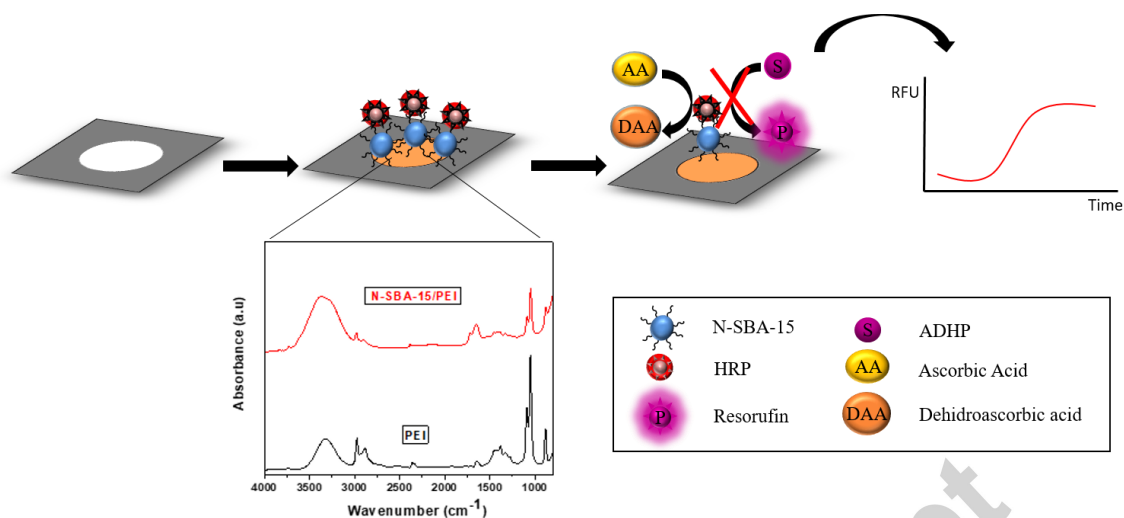 AA
S
DAA
P
RFU
Time
N-SBA-15/PEI
PEI
Absorbance (a.u)
4000 3500 3000 2500 2000 1500 1000
Wavenumber (cm⁻¹)
N-SBA-15
HRP
P Resorufin
S ADHP
AA Ascorbic Acid
DAA Dehidroascorbic acid